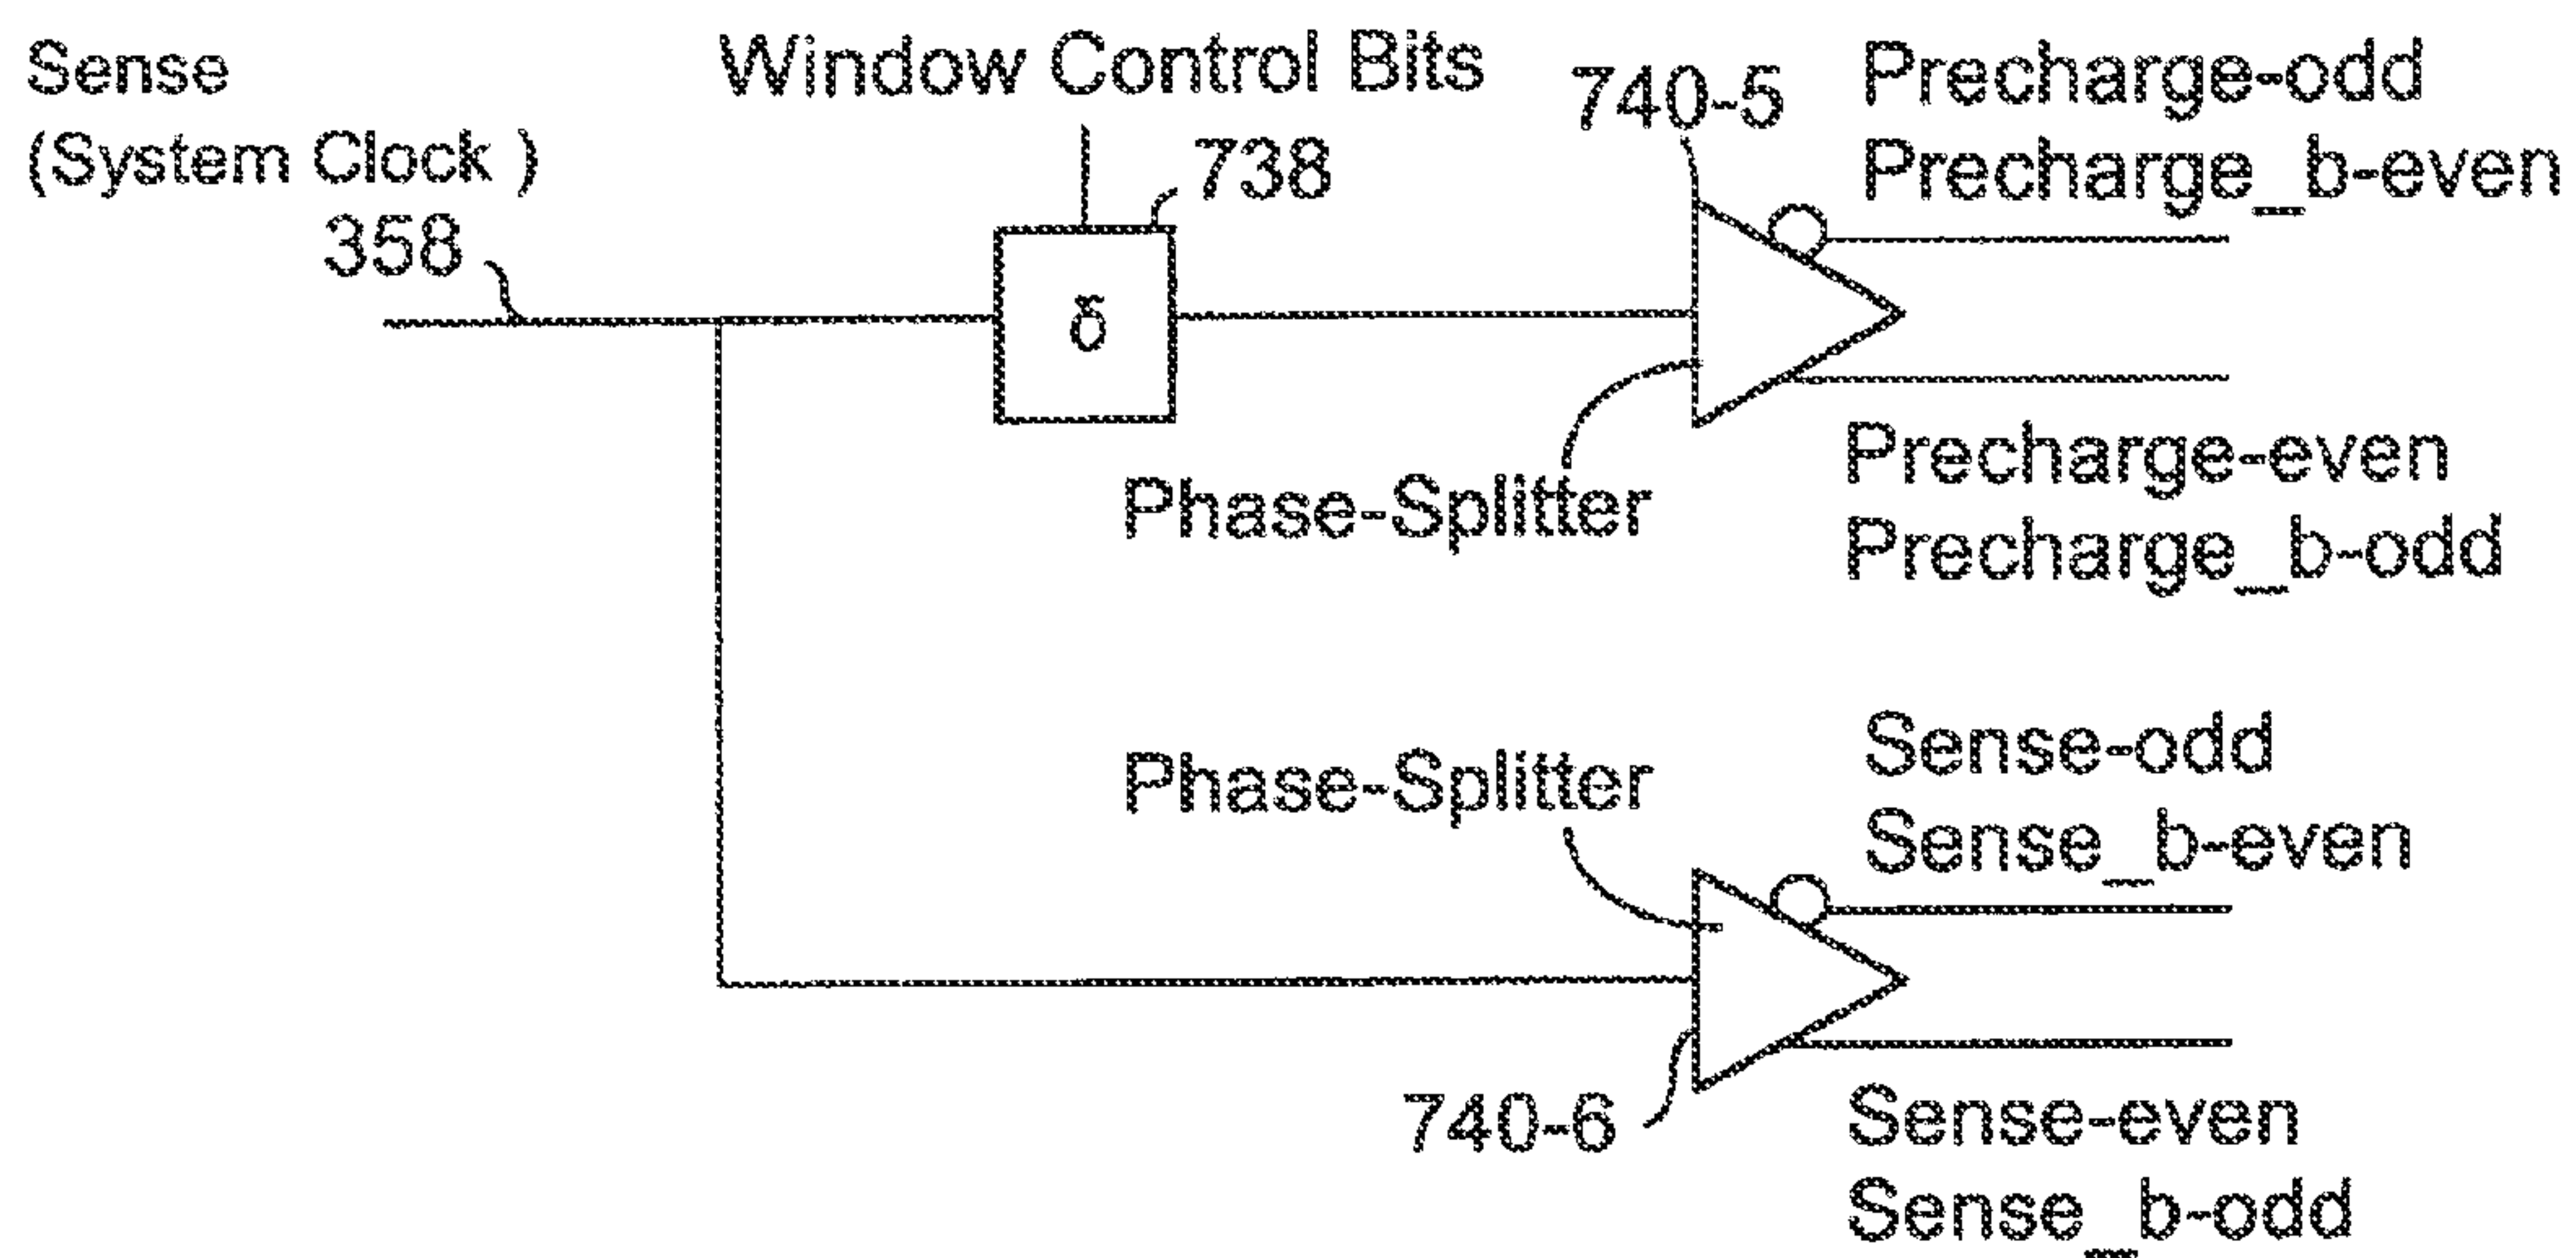 Sense
(System Clock )
358
Window Control Bits
738
δ
740-5
Precharge-odd
Precharge_b-even
Phase-Splitter
Precharge-even
Precharge_b-odd
Phase-Splitter
Sense-odd
Sense_b-even
740-6
Sense-even
Sense_b-odd